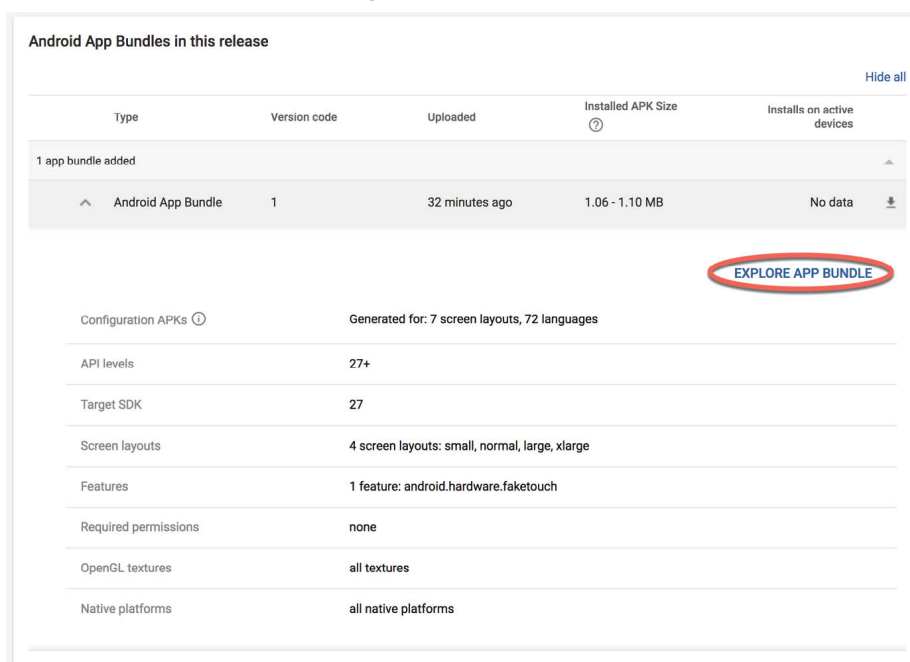 Android App Bundles in this release
Hide all
Type Version code Uploaded Installed APK Size Installs on active devices
1 app bundle added
Android App Bundle 1 32 minutes ago 1.06 - 1.10 MB No data
EXPLORE APP BUNDLE
Configuration APKs Generated for: 7 screen layouts, 72 languages
API levels 27+
Target SDK 27
Screen layouts 4 screen layouts: small, normal, large, xlarge
Features 1 feature: android.hardware.faketouch
Required permissions none
OpenGL textures all textures
Native platforms all native platforms